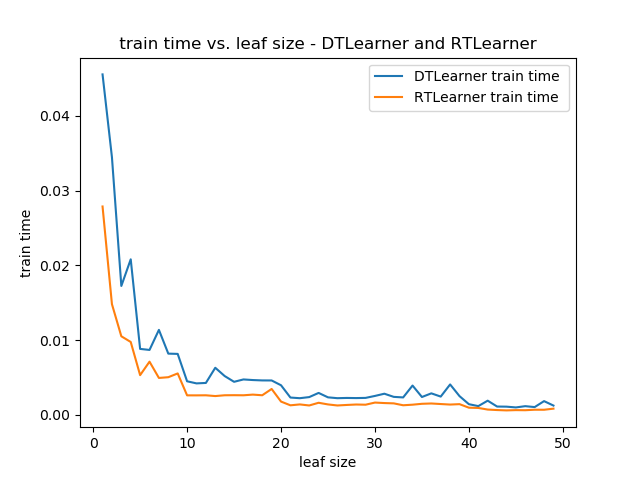 train time vs. leaf size - DTLearner and RTLearner
DTLearner train time
RTLearner train time
train time
0.04
0.03
0.02
0.01
0.00
0
10
20
30
40
50
leaf size